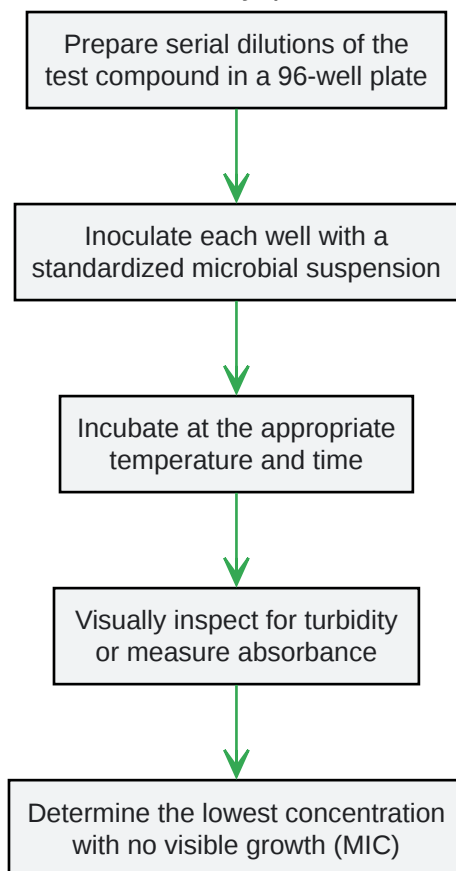 Prepare serial dilutions of the
test compound in a 96-well plate
Inoculate each well with a
standardized microbial suspension
Incubate at the appropriate
temperature and time
Visually inspect for turbidity
or measure absorbance
Determine the lowest concentration
with no visible growth (MIC)